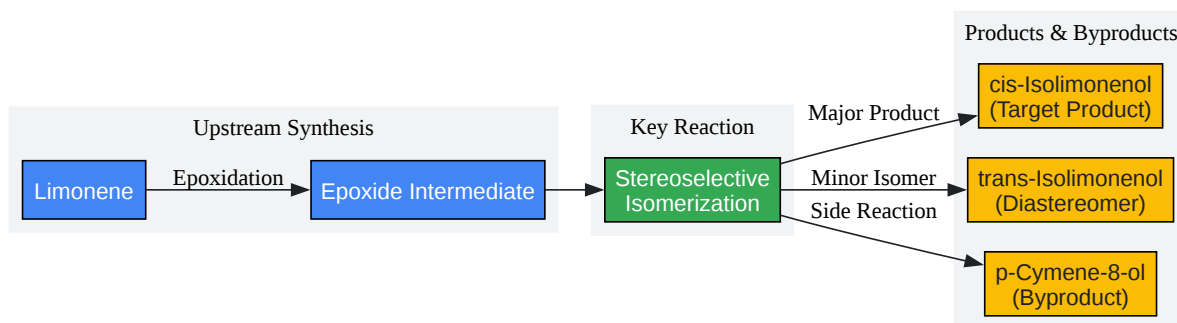 Products & Byproducts
cis-Isolimonenol
(Target Product)
Major Product
Upstream Synthesis
Key Reaction
Limonene
Epoxidation
Epoxide Intermediate
Stereoselective
Isomerization
Minor Isomer
trans-Isolimonenol
(Diastereomer)
Side Reaction
p-Cymene-8-ol
(Byproduct)